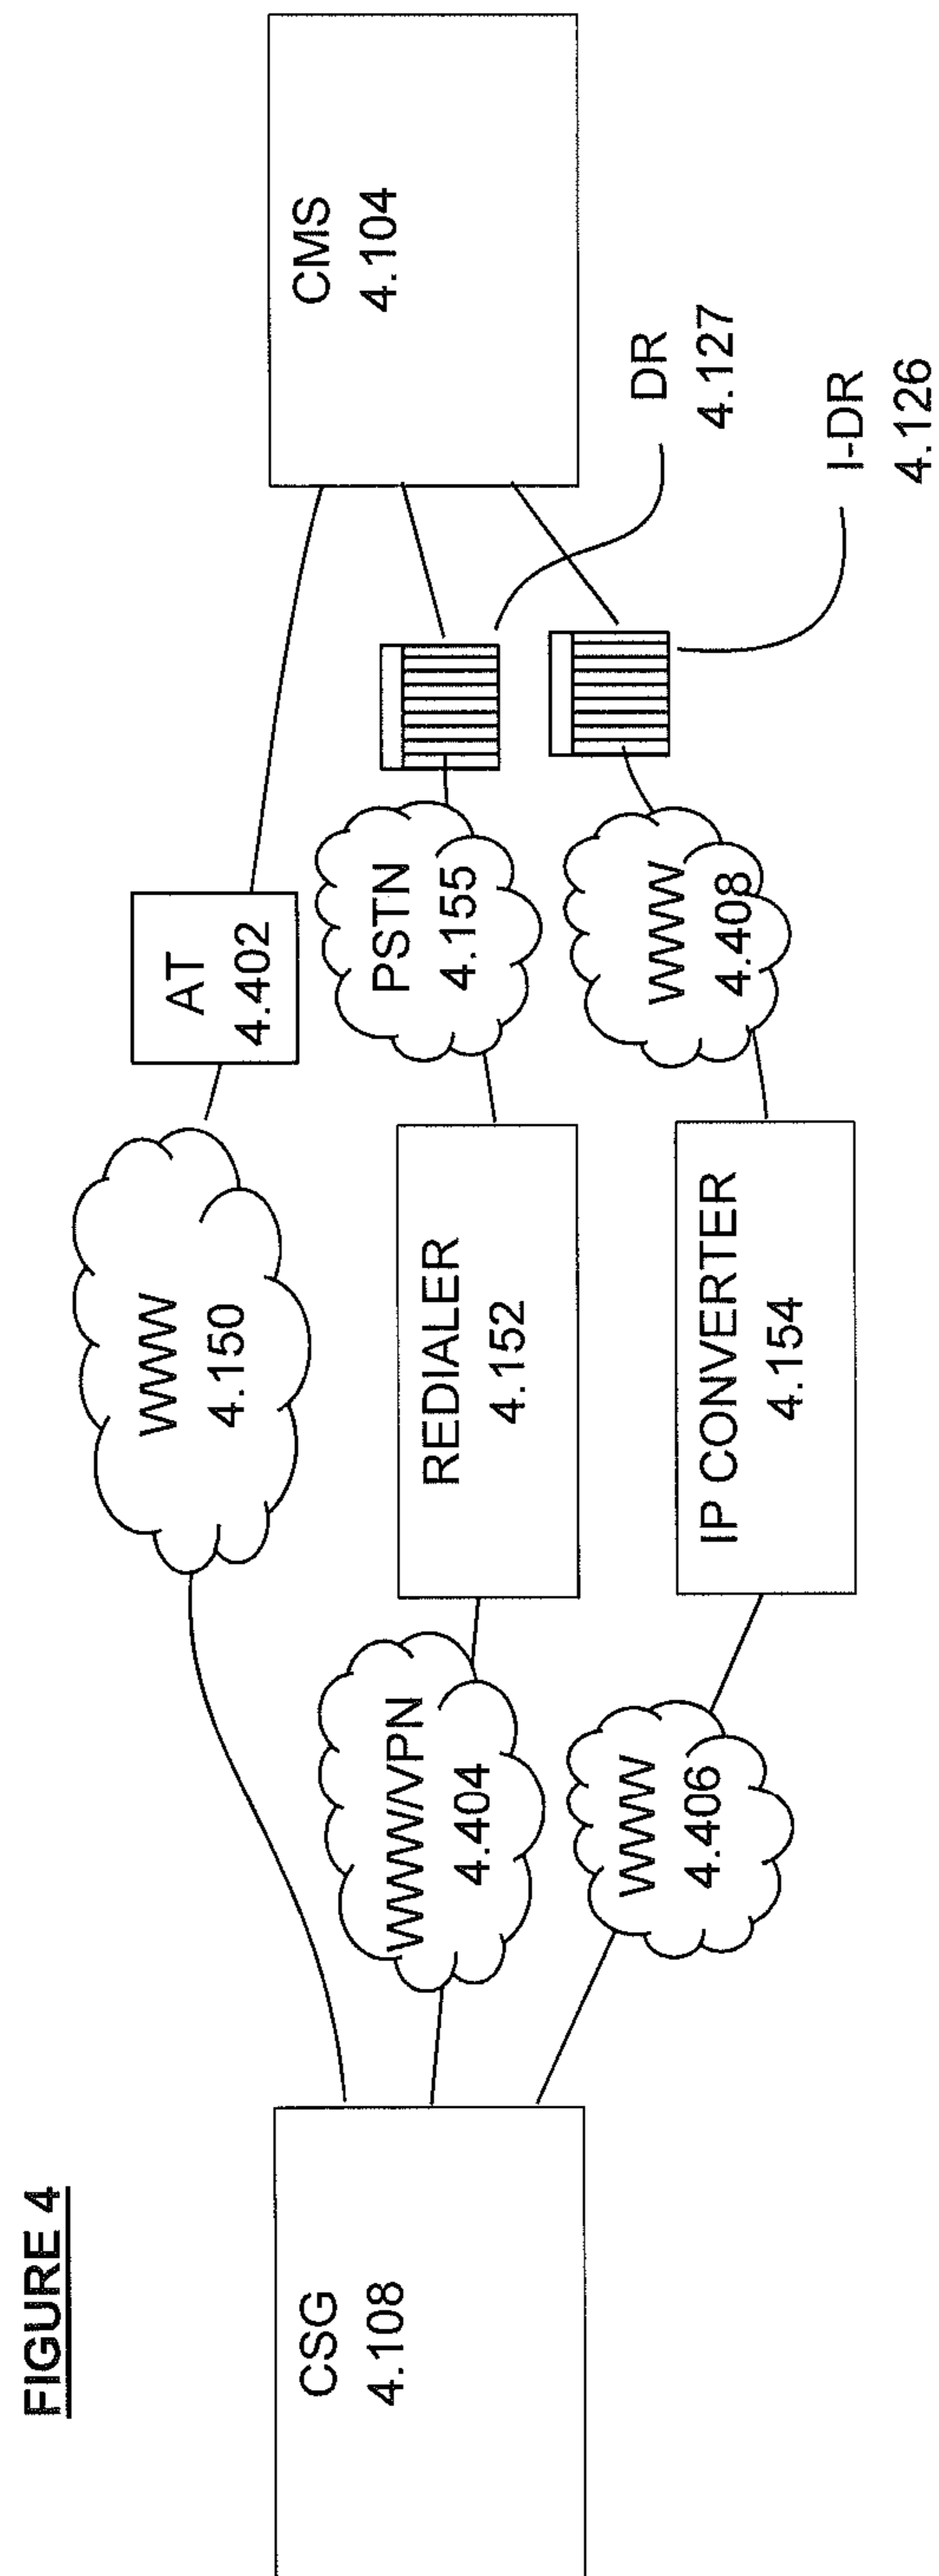 FIGURE 4
CSG
4.108
WWW
4.150
AT
4.402
WWW/VPN
4.404
REDIALER
4.152
PSTN
4.155
WWW
4.406
IP CONVERTER
4.154
WWW
4.408
CMS
4.104
DR
4.127
I-DR
4.126